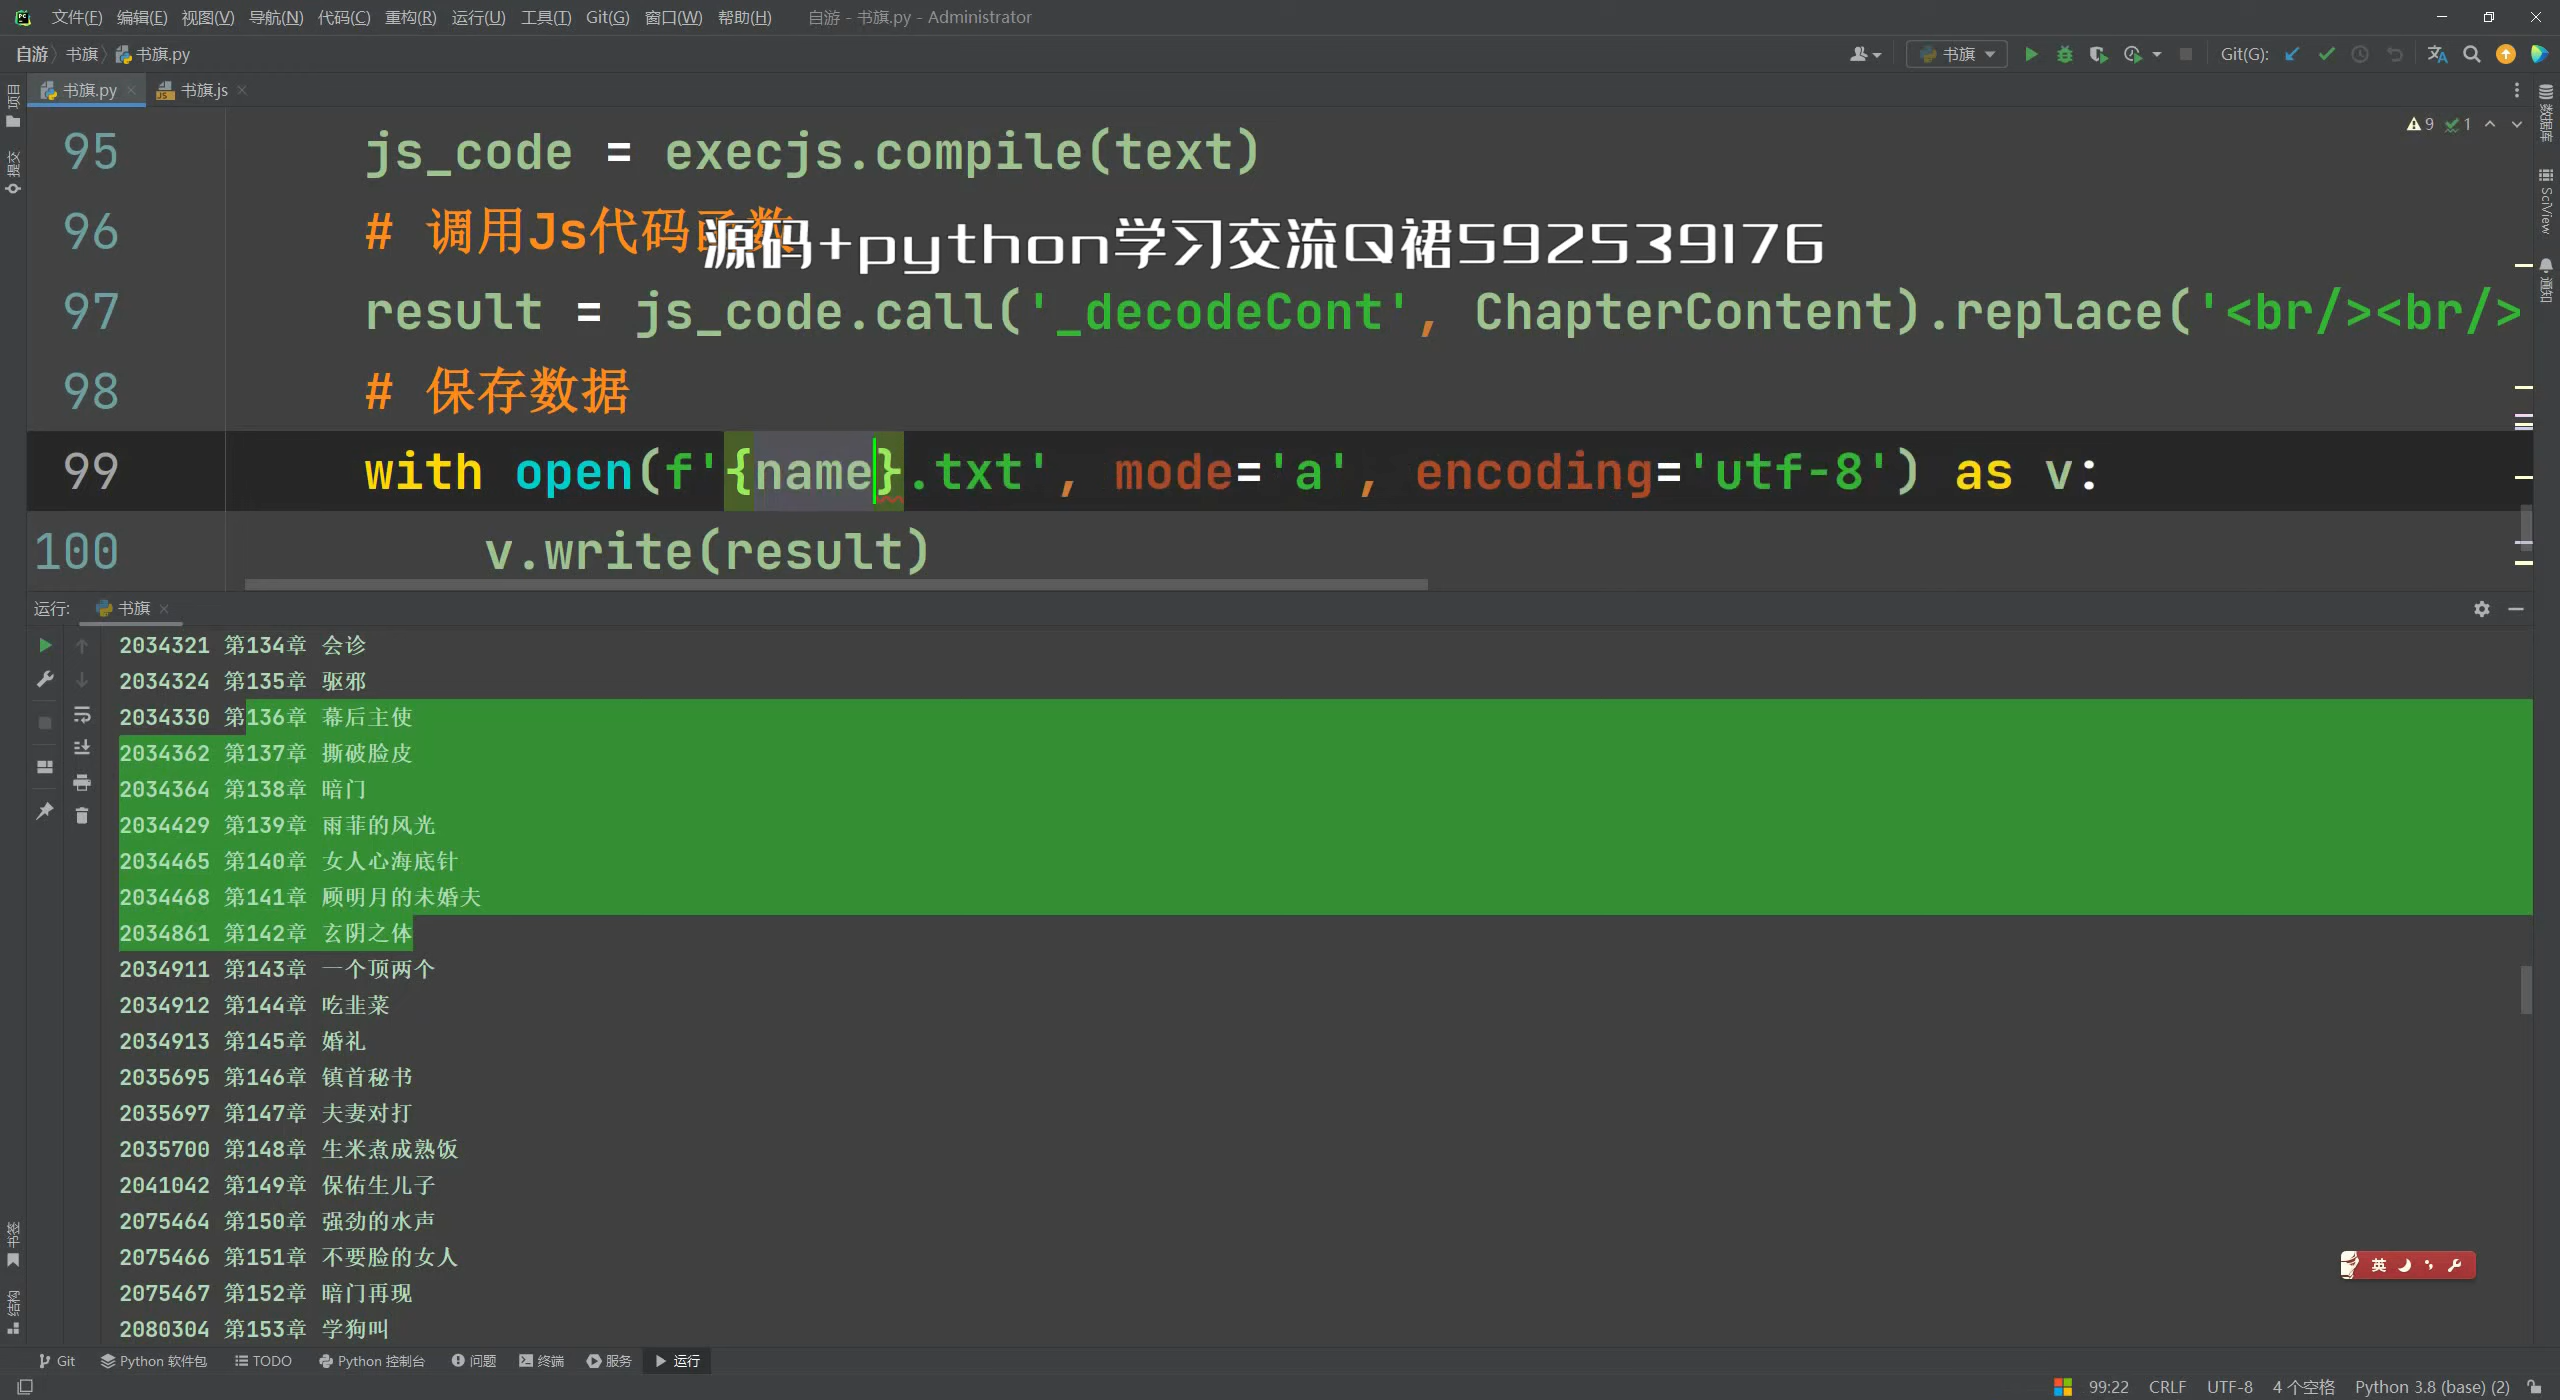 文件(F) 编辑(E) 视图(V) 导航(N) 代码(C) 重构(R) 运行(U) 工具(T) Git(G) 窗口(W) 帮助(H) 自游 - 书旗.py - Administrator
自游 书旗 书旗.py 书旗 Git(G):
书旗.py 书旗.js
95 js_code = execjs.compile(text)
96 # 调用Js代码函数
源码+python学习交流Q裙592539176
97 result = js_code.call('_decodeCont', ChapterContent).replace('<br/><br/>
98 # 保存数据
99 with open(f'{name}.txt', mode='a', encoding='utf-8') as v:
100 v.write(result)
9 1
项目
提交
书签
结构
数据库
SciView
通知
运行: 书旗
2034321 第134章 会诊
2034324 第135章 驱邪
2034330 第136章 幕后主使
2034362 第137章 撕破脸皮
2034364 第138章 暗门
2034429 第139章 雨菲的风光
2034465 第140章 女人心海底针
2034468 第141章 顾明月的未婚夫
2034861 第142章 玄阴之体
2034911 第143章 一个顶两个
2034912 第144章 吃韭菜
2034913 第145章 婚礼
2035695 第146章 镇首秘书
2035697 第147章 夫妻对打
2035700 第148章 生米煮成熟饭
2041042 第149章 保佑生儿子
2075464 第150章 强劲的水声
2075466 第151章 不要脸的女人
2075467 第152章 暗门再现
2080304 第153章 学狗叫
英
Git Python 软件包 TODO Python 控制台 问题 终端 服务 运行
99:22 CRLF UTF-8 4 个空格 Python 3.8 (base) (2)